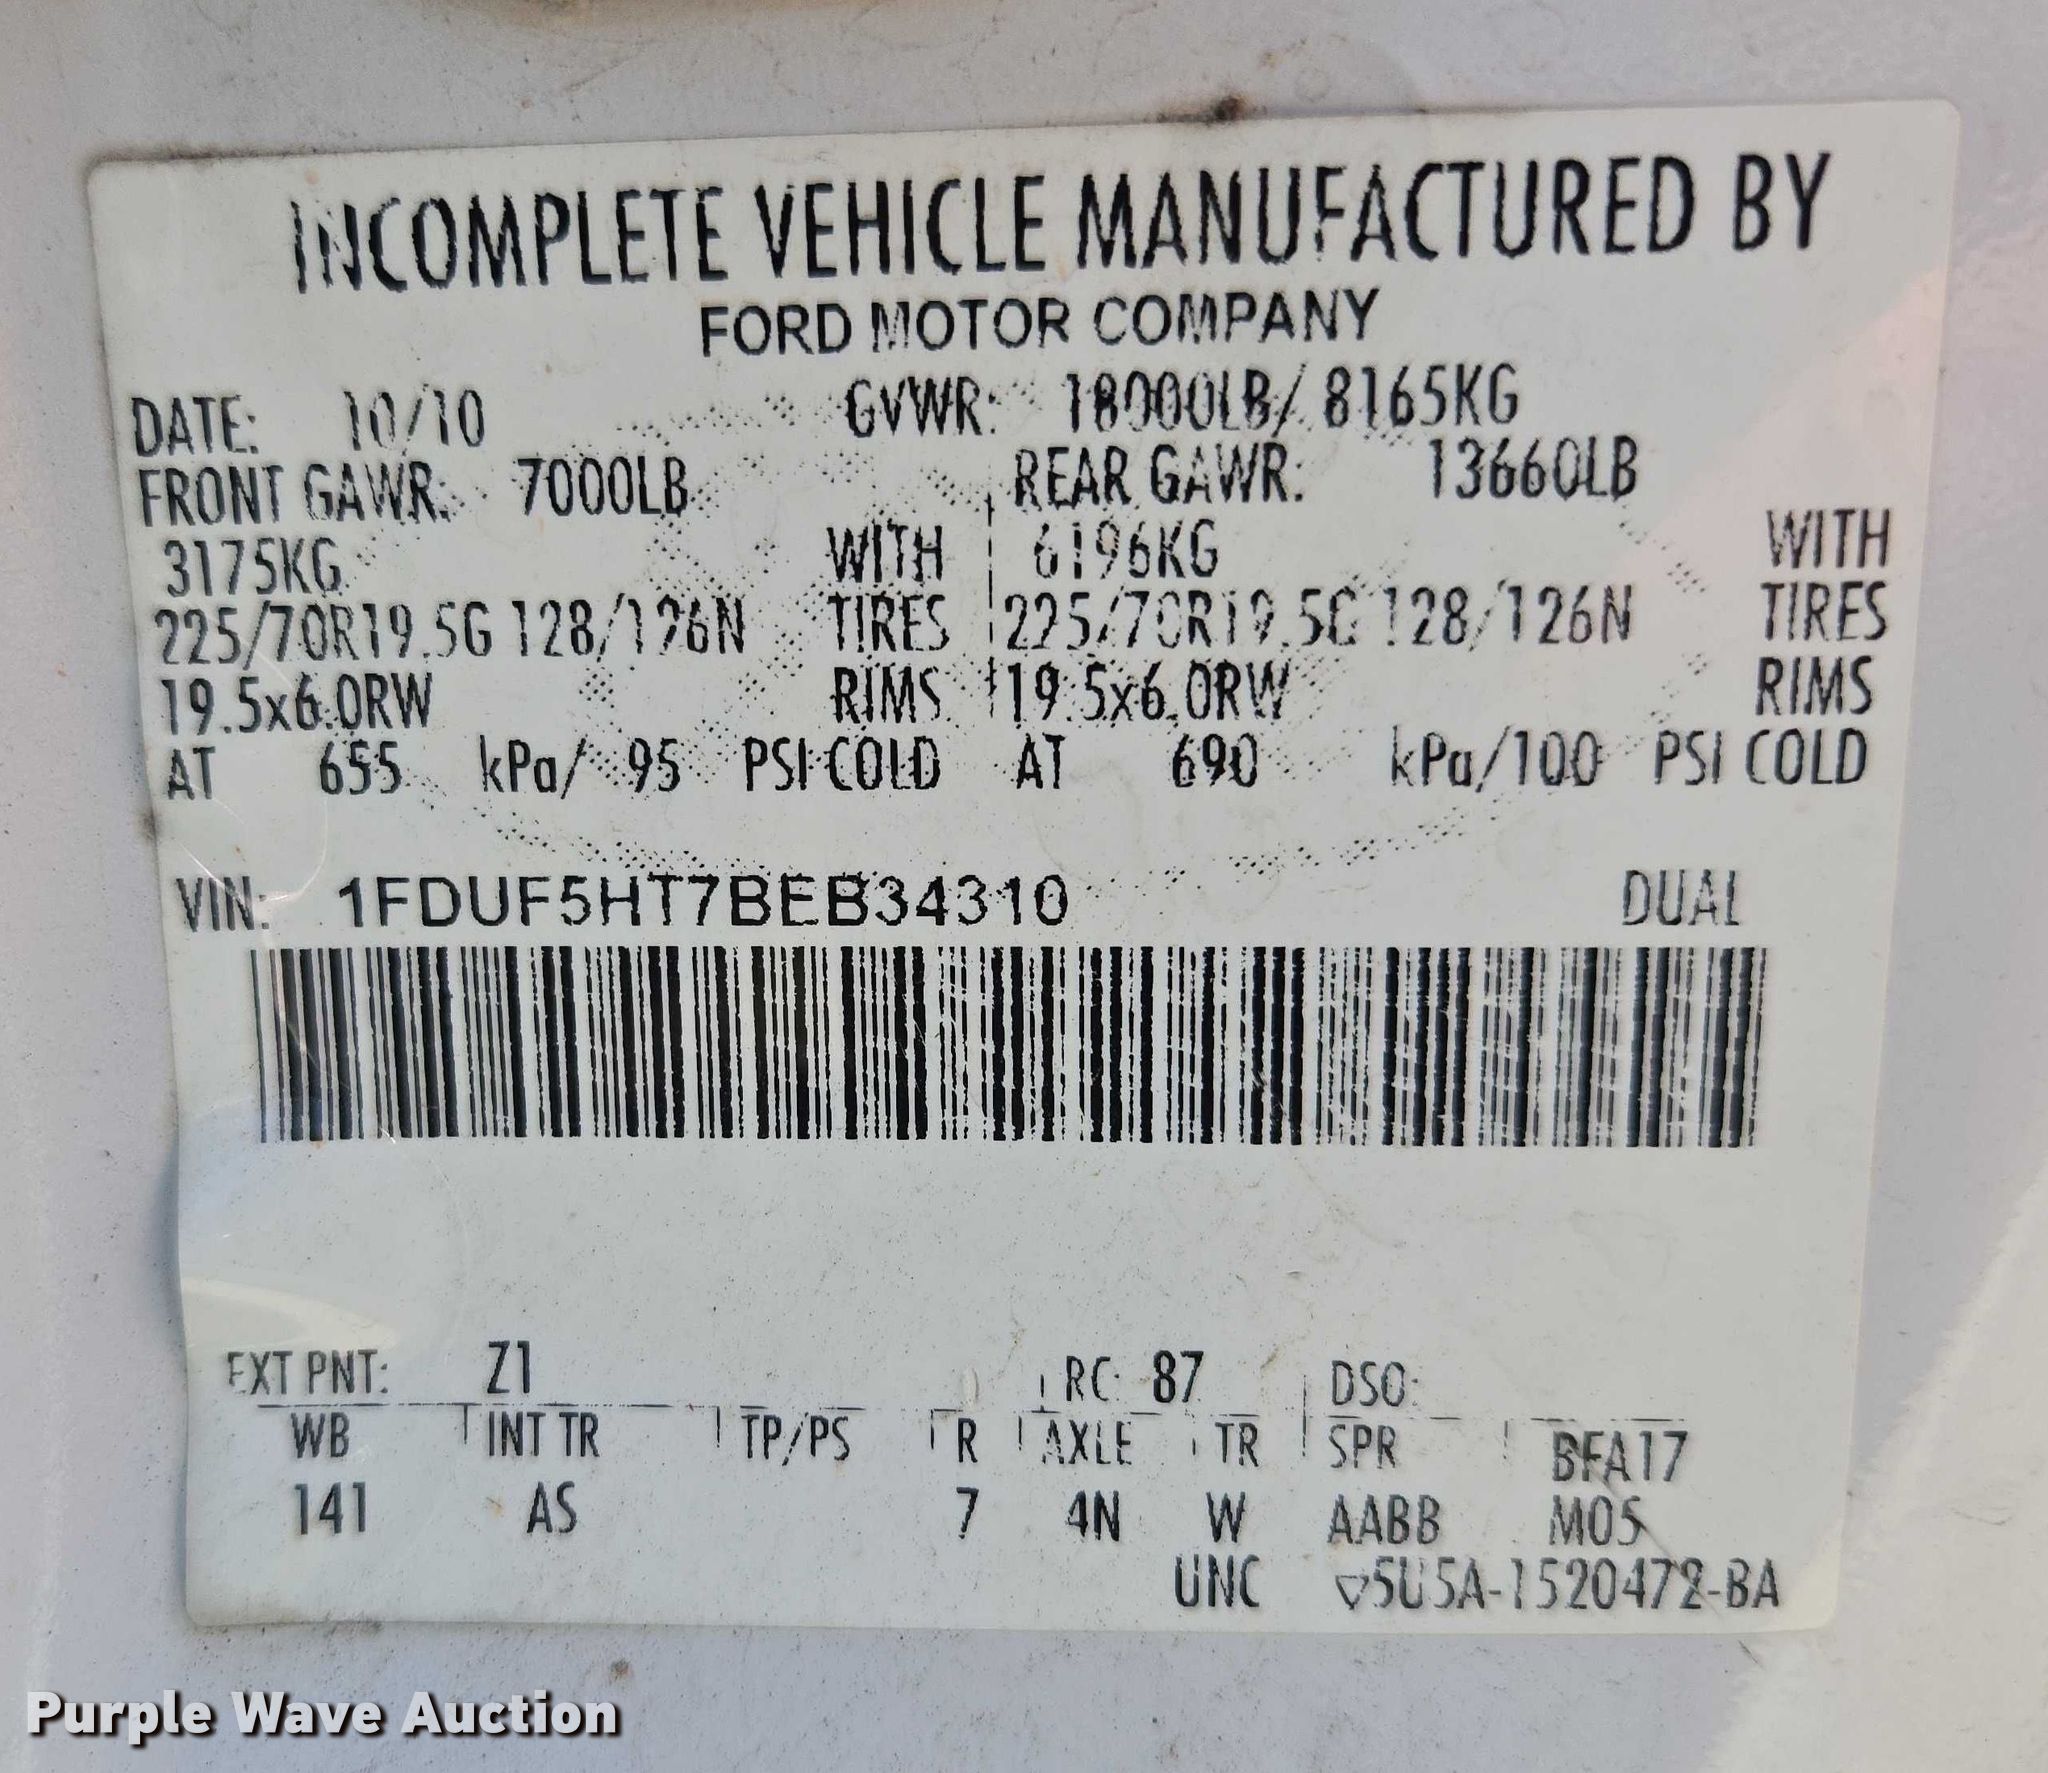 INCOMPLETE VEHICLE MANUFACTURED BY
FORD MOTOR COMPANY
DATE: 10/10 GVWR: 18000LB/ 8165KG
FRONT GAWR: 7000LB REAR GAWR: 13660LB
3175KG WITH 6196KG WITH
225/70R19.5G 128/126N TIRES 225/70R19.5G 128/126N TIRES
19.5x6.0RW RIMS 19.5x6.0RW RIMS
AT 655 kPa/ 95 PSI COLD AT 690 kPa/100 PSI COLD
VIN: 1FDUF5HT7BEB34310 DUAL
EXT PNT: Z1 RC: 87 DSO:
WB INT TR TP/PS R AXLE TR SPR BFA17
141 AS 7 4N W AABB M05
UNC ▽5U5A-1520472-BA
Purple Wave Auction